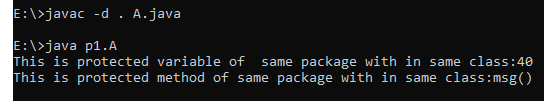 E:\>javac -d . A.java
E:\>java p1.A
This is protected variable of  same package with in same class:40
This is protected method of same package with in same class:msg()